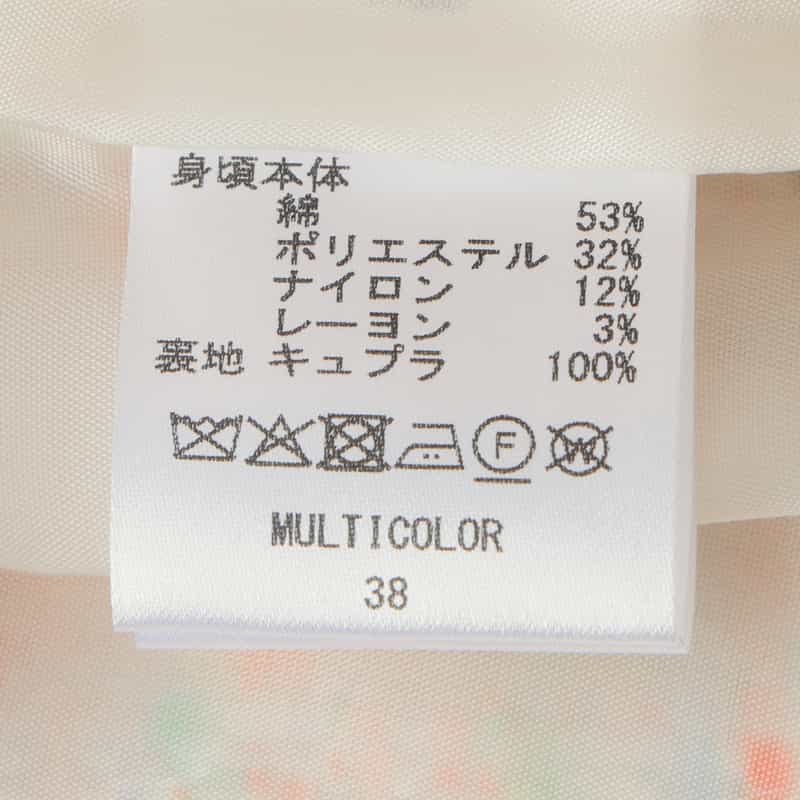 身頃本体
綿 53%
ポリエステル 32%
ナイロン 12%
レーヨン 3%
裏地 キュプラ 100%
F W
MULTICOLOR
38